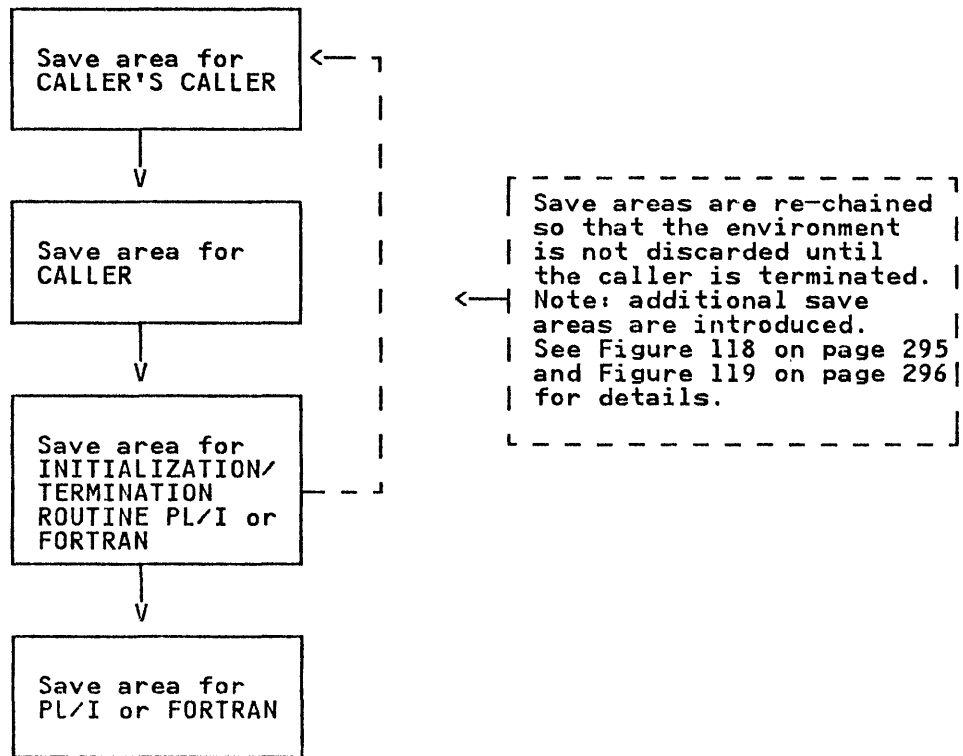 Save area for
CALLER'S CALLER
Save area for
CALLER
Save areas are re-chained
so that the environment
is not discarded until
the caller is terminated.
Note: additional save
areas are introduced.
See Figure 118 on page 295
and Figure 119 on page 296
for details.
Save area for
INITIALIZATION/
TERMINATION
ROUTINE PL/I or
FORTRAN
Save area for
PL/I or FORTRAN